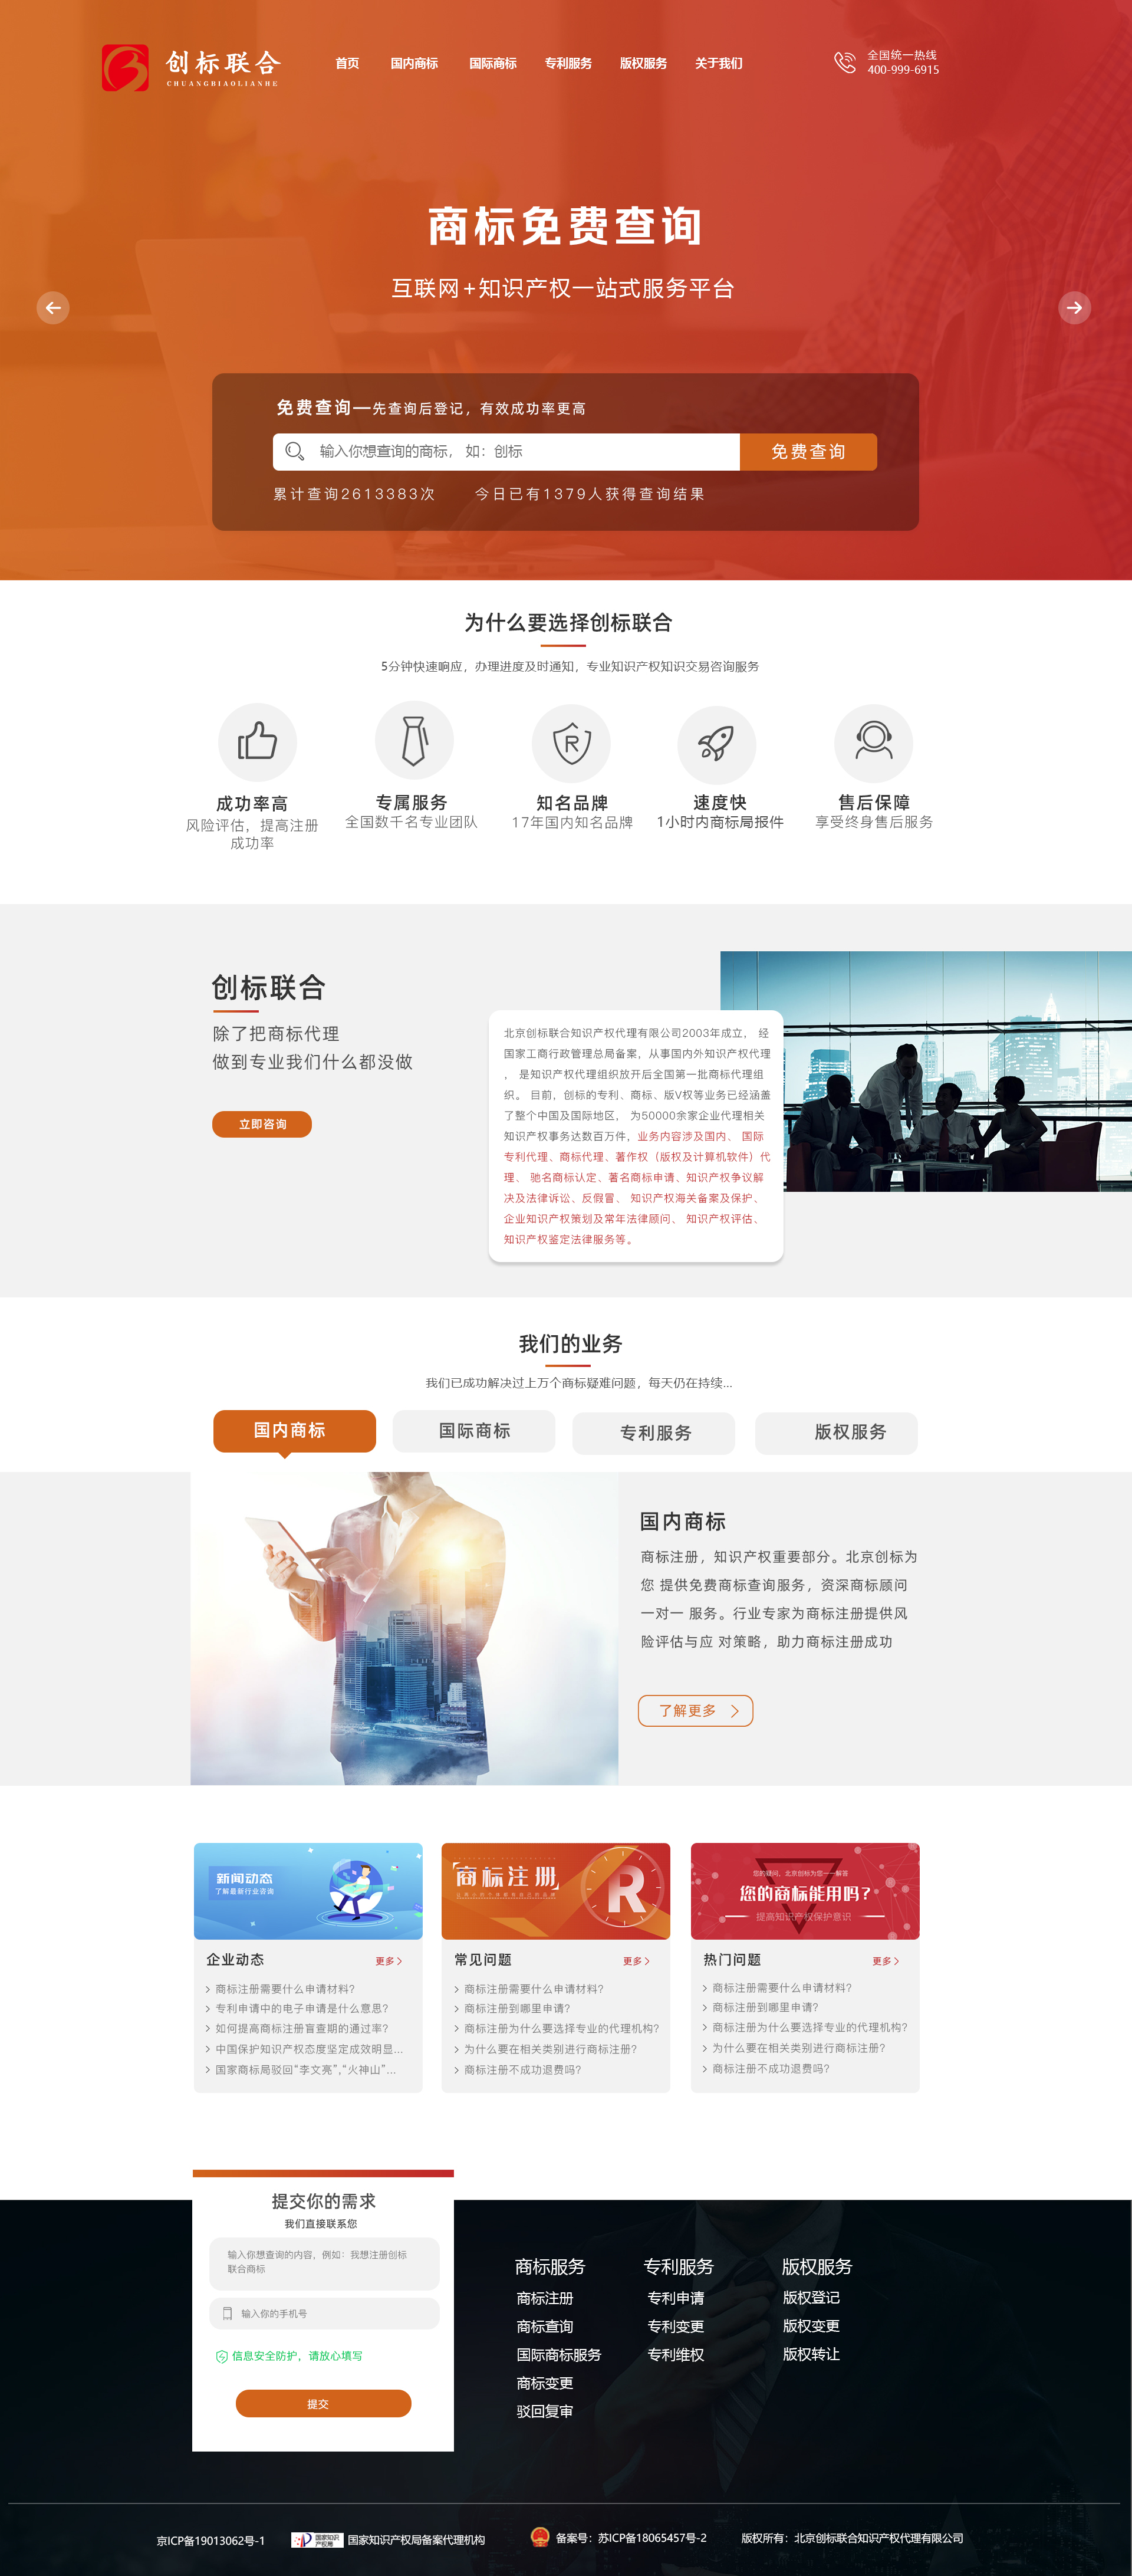 创标联合
CHUANGBIAOLIANHE
首页 国内商标 国际商标 专利服务 版权服务 关于我们
全国统一热线
400-999-6915
商标免费查询
互联网+知识产权一站式服务平台
免费查询—先查询后登记，有效成功率更高
输入你想查询的商标， 如：创标
免费查询
累计查询2613383次 今日已有1379人获得查询结果
为什么要选择创标联合
5分钟快速响应，办理进度及时通知，专业知识产权知识交易咨询服务
成功率高
风险评估，提高注册
成功率
专属服务
全国数千名专业团队
R
知名品牌
17年国内知名品牌
速度快
1小时内商标局报件
售后保障
享受终身售后服务
创标联合
除了把商标代理
做到专业我们什么都没做
立即咨询
北京创标联合知识产权代理有限公司2003年成立， 经
国家工商行政管理总局备案，从事国内外知识产权代理
， 是知识产权代理组织放开后全国第一批商标代理组
织。 目前，创标的专利、商标、版V权等业务已经涵盖
了整个中国及国际地区， 为50000余家企业代理相关
知识产权事务达数百万件，业务内容涉及国内、 国际
专利代理、商标代理、著作权（版权及计算机软件）代
理、 驰名商标认定、著名商标申请、知识产权争议解
决及法律诉讼、反假冒、 知识产权海关备案及保护、
企业知识产权策划及常年法律顾问、 知识产权评估、
知识产权鉴定法律服务等。
我们的业务
我们已成功解决过上万个商标疑难问题，每天仍在持续...
国内商标 国际商标 专利服务 版权服务
国内商标
商标注册，知识产权重要部分。北京创标为
您 提供免费商标查询服务，资深商标顾问
一对一 服务。行业专家为商标注册提供风
险评估与应 对策略，助力商标注册成功
了解更多
新闻动态
了解最新行业咨询
企业动态 更多
商标注册需要什么申请材料？
专利申请中的电子申请是什么意思？
如何提高商标注册盲查期的通过率？
中国保护知识产权态度坚定成效明显...
国家商标局驳回“李文亮”,“火神山”...
商标注册
R
常见问题 更多
商标注册需要什么申请材料？
商标注册到哪里申请？
商标注册为什么要选择专业的代理机构？
为什么要在相关类别进行商标注册？
商标注册不成功退费吗？
您的疑问，北京创标为您一一解答
您的商标能用吗？
提高知识产权保护意识
热门问题 更多
商标注册需要什么申请材料？
商标注册到哪里申请？
商标注册为什么要选择专业的代理机构？
为什么要在相关类别进行商标注册？
商标注册不成功退费吗？
提交你的需求
我们直接联系您
输入你想查询的内容，例如：我想注册创标
联合商标
输入你的手机号
信息安全防护，请放心填写
提交
商标服务
商标注册
商标查询
国际商标服务
商标变更
驳回复审
专利服务
专利申请
专利变更
专利维权
版权服务
版权登记
版权变更
版权转让
京ICP备19013062号-1
国家知识
产权局
国家知识产权局备案代理机构
备案号：苏ICP备18065457号-2
版权所有：北京创标联合知识产权代理有限公司